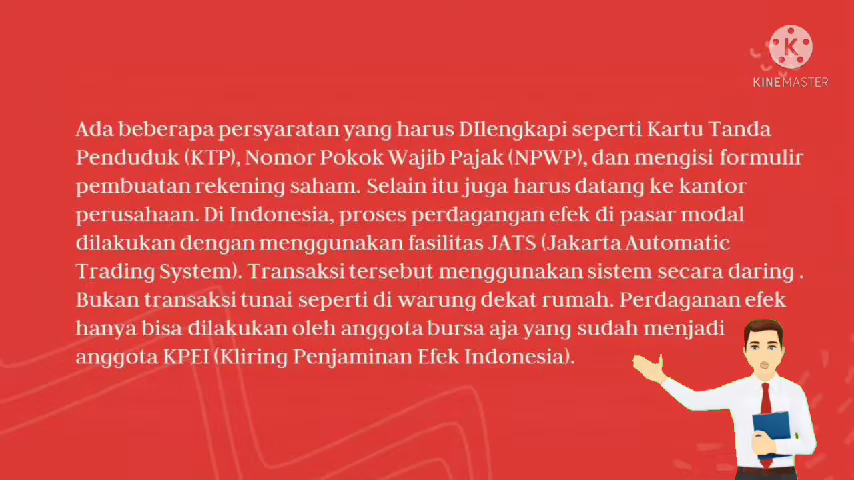 K
KINEMASTER
Ada beberapa persyaratan yang harus DIlengkapi seperti Kartu Tanda
Penduduk (KTP), Nomor Pokok Wajib Pajak (NPWP), dan mengisi formulir
pembuatan rekening saham. Selain itu juga harus datang ke kantor
perusahaan. Di Indonesia, proses perdagangan efek di pasar modal
dilakukan dengan menggunakan fasilitas JATS (Jakarta Automatic
Trading System). Transaksi tersebut menggunakan sistem secara daring .
Bukan transaksi tunai seperti di warung dekat rumah. Perdaganan efek
hanya bisa dilakukan oleh anggota bursa aja yang sudah menjadi
anggota KPEI (Kliring Penjaminan Efek Indonesia).